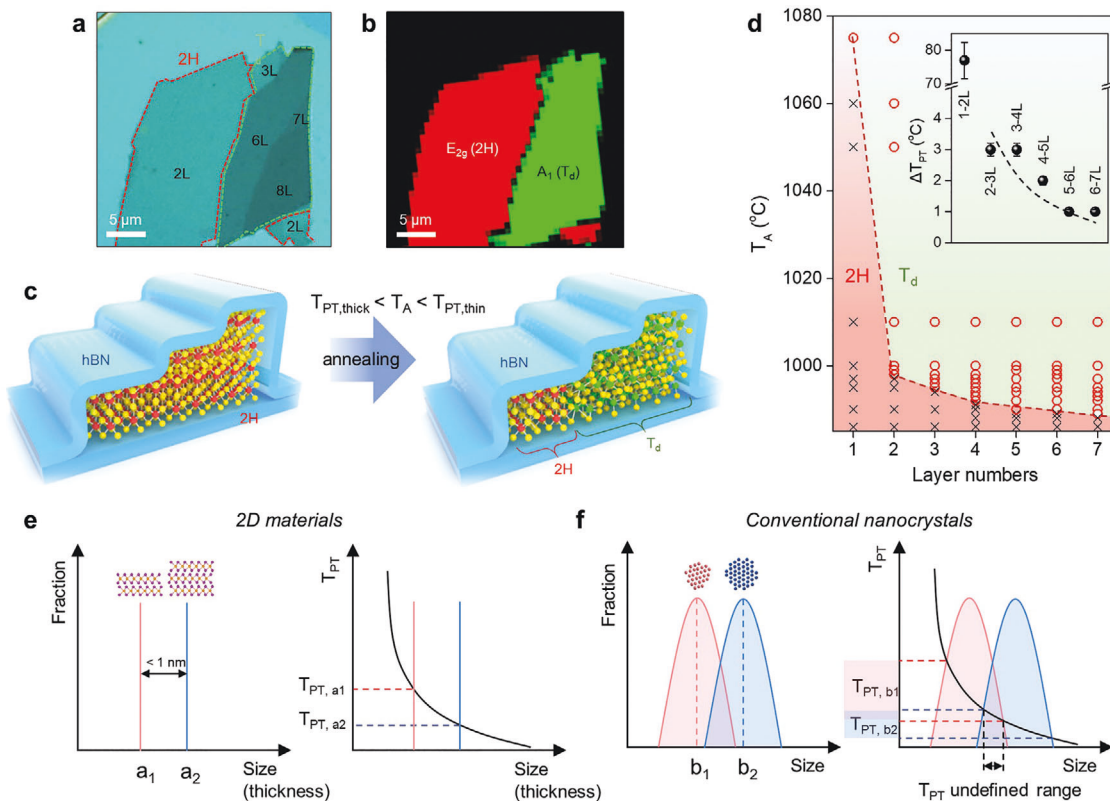 a
2H
T
3L
7L
6L
2L
8L
2L
5 µm
b
E2g (2H)
A1 (Td)
5 µm
c
hBN
2H
TPT,thick < TA < TPT,thin
annealing
hBN
2H
Td
d
TA (ºC)
1080
1060
1040
1020
1000
2H
Td
1
2
3
4
5
6
7
Layer numbers
ΔTPT (ºC)
80
70
4
3
2
1
0
1-2L
2-3L
3-4L
4-5L
5-6L
6-7L
e
2D materials
Fraction
< 1 nm
a1
a2
Size
(thickness)
TPT
TPT, a1
TPT, a2
Size
(thickness)
f
Conventional nanocrystals
Fraction
b1
b2
Size
TPT
TPT, b1
TPT, b2
Size
TPT undefined range